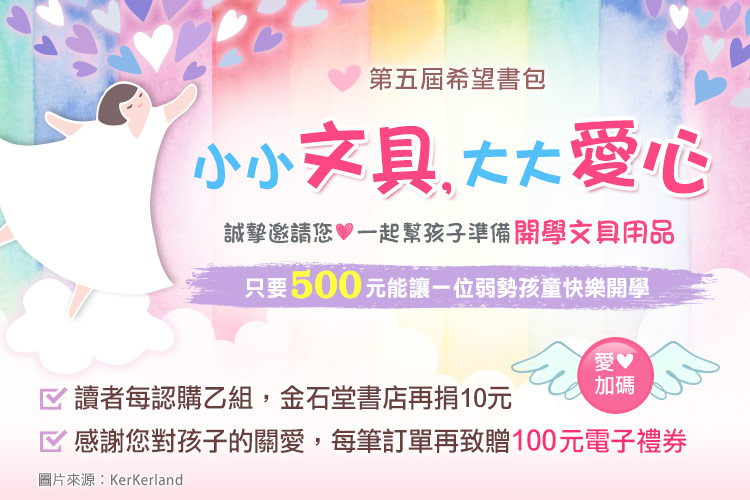 第五屆希望書包
小小文具,大大愛心
誠摯邀請您一起幫孩子準備開學文具用品
只要500元能讓一位弱勢孩童快樂開學
愛
加碼
讀者每認購乙組，金石堂書店再捐10元
感謝您對孩子的關愛，每筆訂單再致贈100元電子禮券
圖片來源：KerKerland